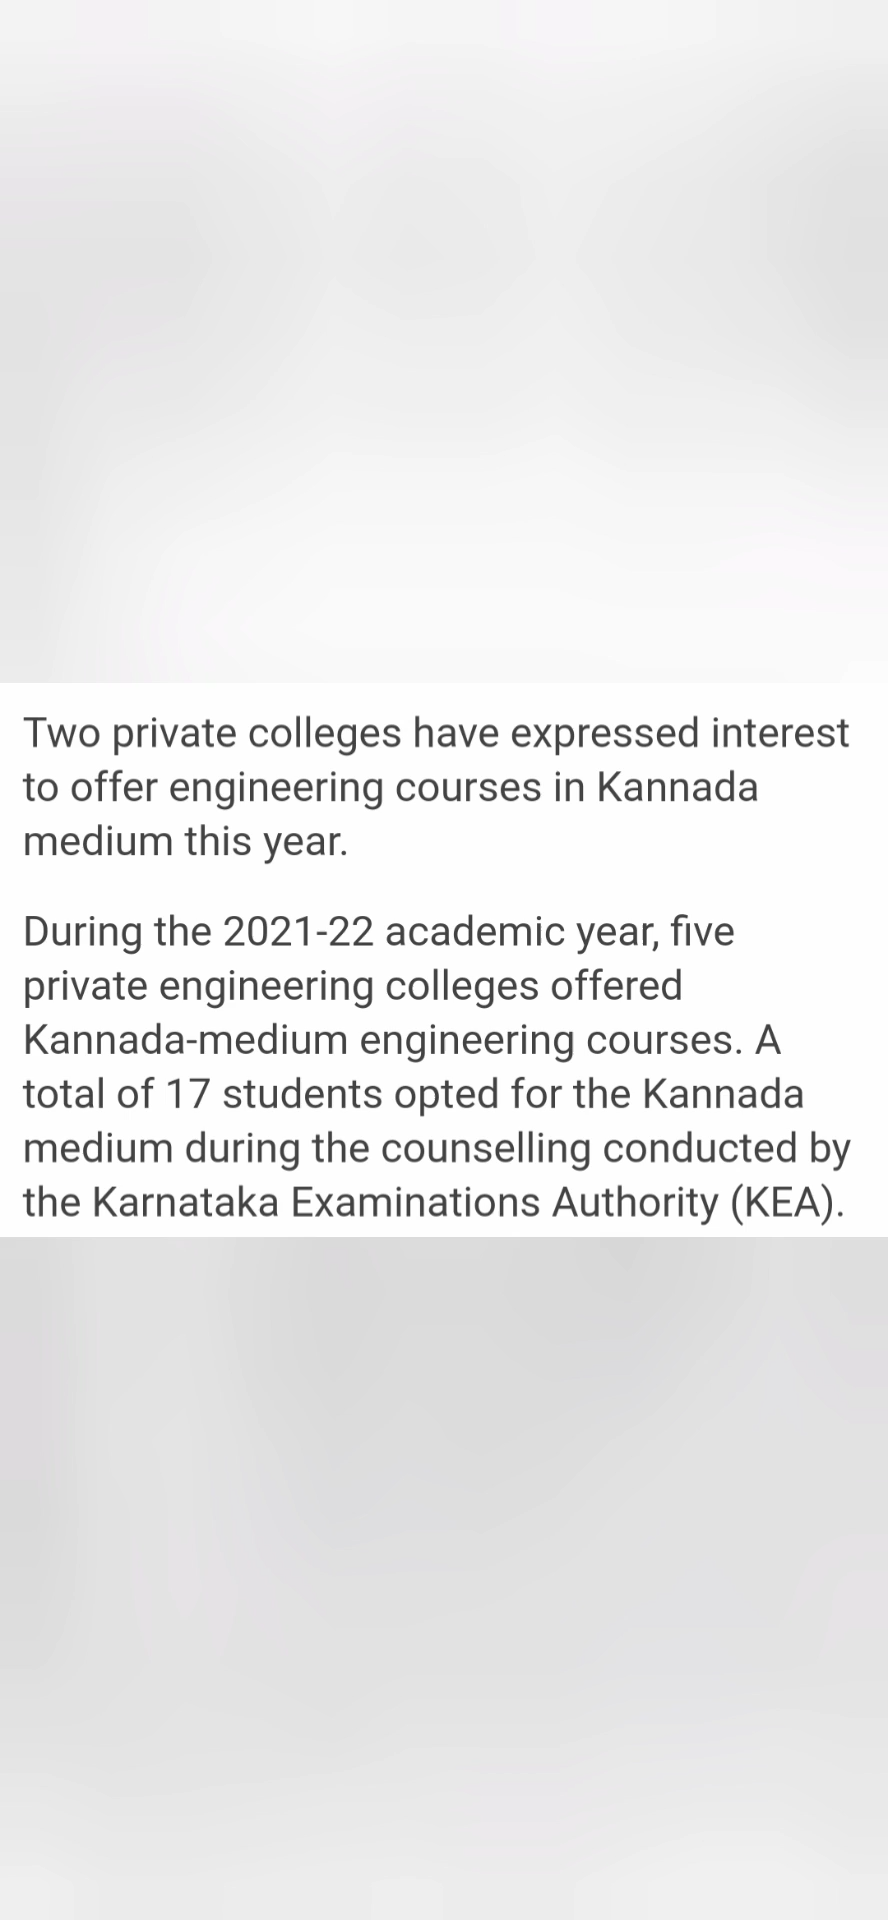 Two private colleges have expressed interest
to offer engineering courses in Kannada
medium this year.
During the 2021-22 academic year, five
private engineering colleges offered
Kannada-medium engineering courses. A
total of 17 students opted for the Kannada
medium during the counselling conducted by
the Karnataka Examinations Authority (KEA).